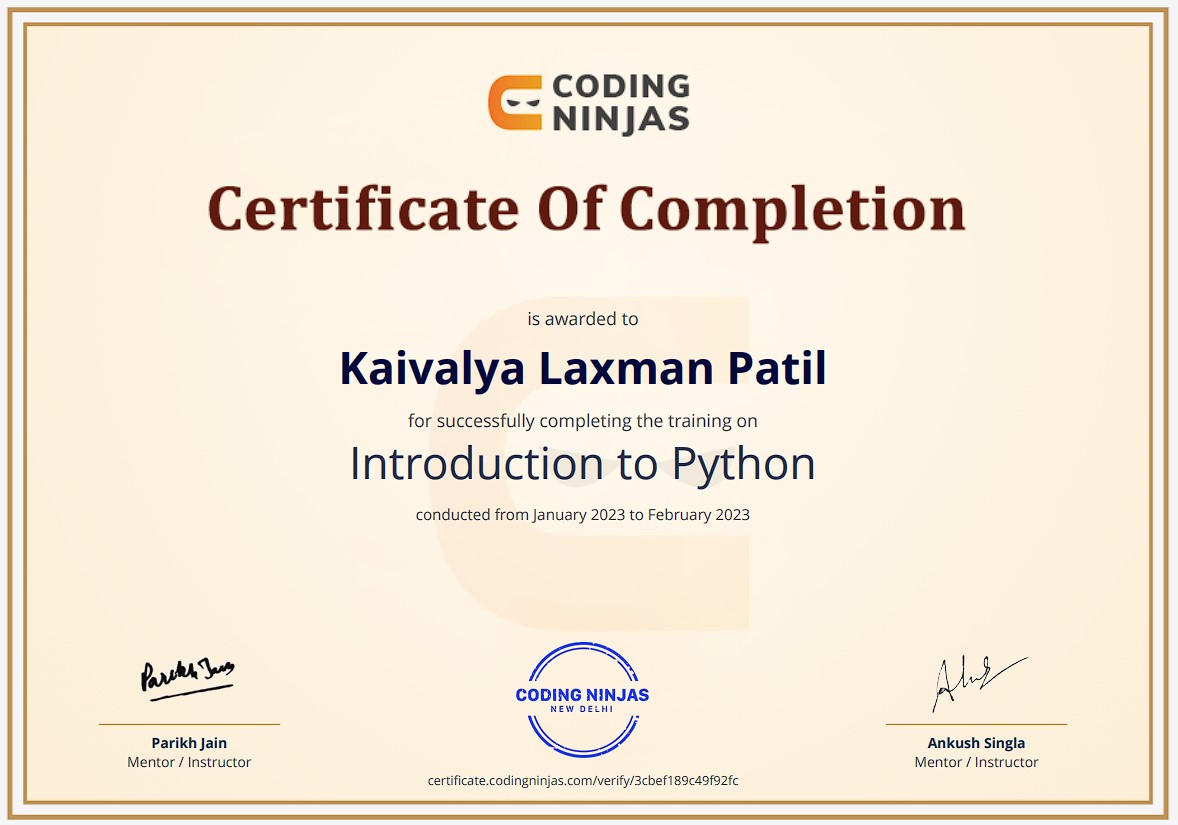 CODING
NINJAS
Certificate Of Completion
is awarded to
Kaivalya Laxman Patil
for successfully completing the training on
Introduction to Python
conducted from January 2023 to February 2023
Parikh Jain
CODING NINJAS
NEW DELHI
Parikh Jain
Mentor / Instructor
Ankush Singla
Mentor / Instructor
certificate.codingninjas.com/verify/3cbef189c49f92fc